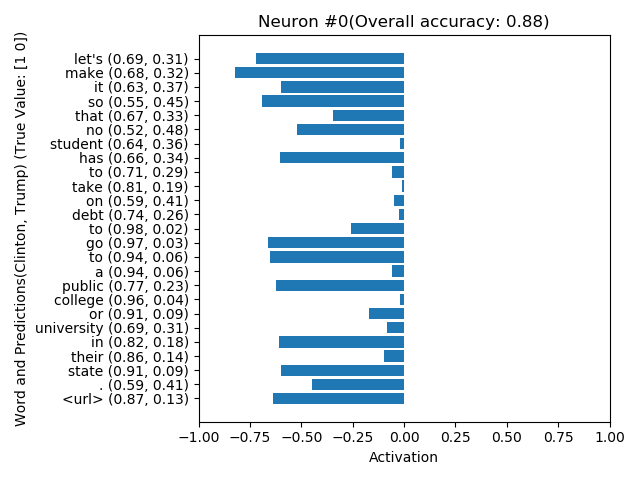 Neuron #0(Overall accuracy: 0.88)
Word and Predictions(Clinton, Trump) (True Value: [1 0])
let's (0.69, 0.31)
make (0.68, 0.32)
it (0.63, 0.37)
so (0.55, 0.45)
that (0.67, 0.33)
no (0.52, 0.48)
student (0.64, 0.36)
has (0.66, 0.34)
to (0.71, 0.29)
take (0.81, 0.19)
on (0.59, 0.41)
debt (0.74, 0.26)
to (0.98, 0.02)
go (0.97, 0.03)
to (0.94, 0.06)
a (0.94, 0.06)
public (0.77, 0.23)
college (0.96, 0.04)
or (0.91, 0.09)
university (0.69, 0.31)
in (0.82, 0.18)
their (0.86, 0.14)
state (0.91, 0.09)
. (0.59, 0.41)
<url> (0.87, 0.13)
−1.00 −0.75 −0.50 −0.25 0.00 0.25 0.50 0.75 1.00
Activation